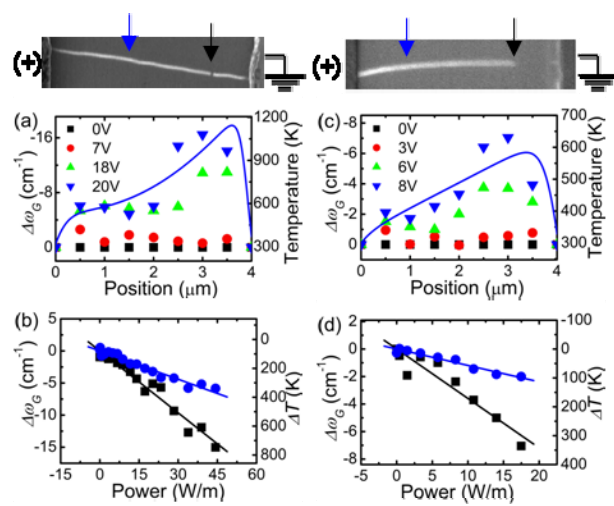 (+)
(+)
(a)
0V
7V
18V
20V
-16
-8
0
Δω_G (cm⁻¹)
1200
900
600
300
Temperature (K)
0 1 2 3 4
Position (μm)
(c)
0V
3V
6V
8V
-8
-6
-4
-2
0
Δω_G (cm⁻¹)
700
600
500
400
300
Temperature (K)
0 1 2 3 4
Position (μm)
(b)
5
0
-5
-10
-15
Δω_G (cm⁻¹)
0
200
400
600
800
ΔT (K)
-15 0 15 30 45 60
Power (W/m)
(d)
2
0
-2
-4
-6
-8
Δω_G (cm⁻¹)
-100
0
100
200
300
400
ΔT (K)
-5 0 5 10 15 20
Power (W/m)